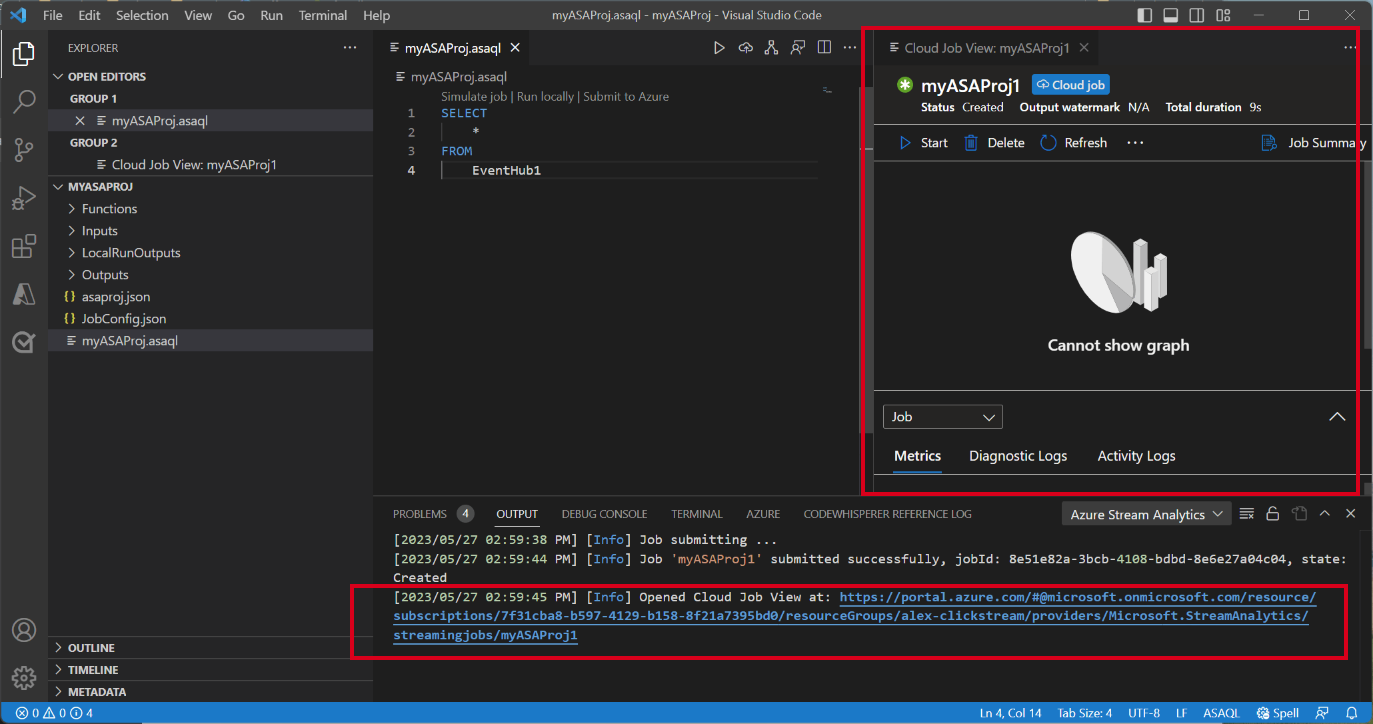 File Edit Selection View Go Run Terminal Help
myASAProj.asaql - myASAProj - Visual Studio Code
EXPLORER
OPEN EDITORS
GROUP 1
myASAProj.asaql
GROUP 2
Cloud Job View: myASAProj1
MYASAPROJ
Functions
Inputs
LocalRunOutputs
Outputs
{} asaproj.json
{} JobConfig.json
myASAProj.asaql
OUTLINE
TIMELINE
METADATA
myASAProj.asaql
myASAProj.asaql
Simulate job | Run locally | Submit to Azure
1 SELECT
2 *
3 FROM
4 EventHub1
Cloud Job View: myASAProj1
myASAProj1 Cloud job
Status Created Output watermark N/A Total duration 9s
Start Delete Refresh Job Summary
Cannot show graph
Job
Metrics Diagnostic Logs Activity Logs
PROBLEMS 4 OUTPUT DEBUG CONSOLE TERMINAL AZURE CODEWHISPERER REFERENCE LOG
Azure Stream Analytics
[2023/05/27 02:59:38 PM] [Info] Job submitting ...
[2023/05/27 02:59:44 PM] [Info] Job 'myASAProj1' submitted successfully, jobId: 8e51e82a-3bcb-4108-bdbd-8e6e27a04c04, state:
Created
[2023/05/27 02:59:45 PM] [Info] Opened Cloud Job View at: https://portal.azure.com/#@microsoft.onmicrosoft.com/resource/
subscriptions/7f31cba8-b597-4129-b158-8f21a7395bd0/resourceGroups/alex-clickstream/providers/Microsoft.StreamAnalytics/
streamingjobs/myASAProj1
0 0 4
Ln 4, Col 14 Tab Size: 4 UTF-8 LF ASAQL Spell